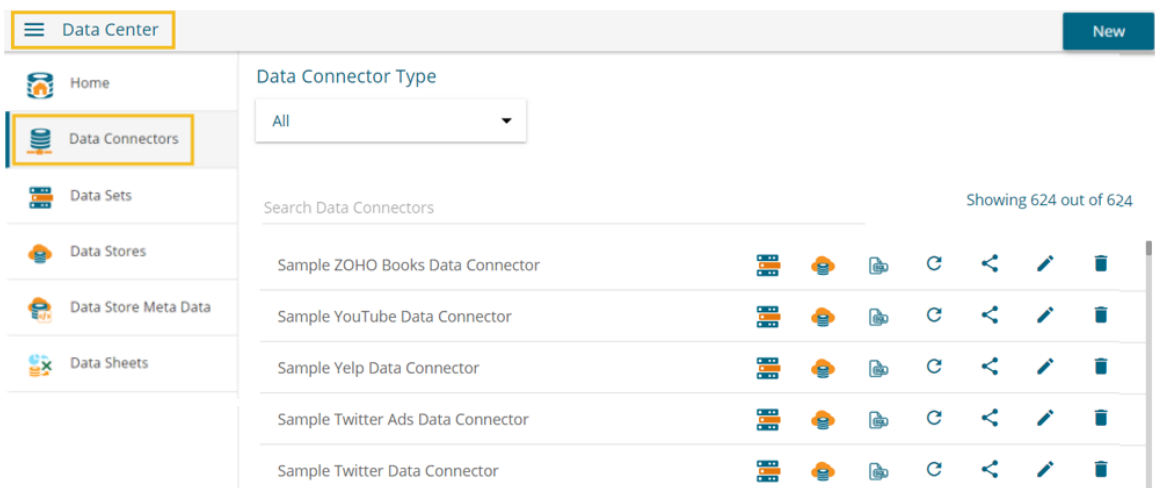 Data Center
New
Home
Data Connectors
Data Sets
Data Stores
Data Store Meta Data
Data Sheets
Data Connector Type
All
Search Data Connectors
Showing 624 out of 624
Sample ZOHO Books Data Connector
Sample YouTube Data Connector
Sample Yelp Data Connector
Sample Twitter Ads Data Connector
Sample Twitter Data Connector